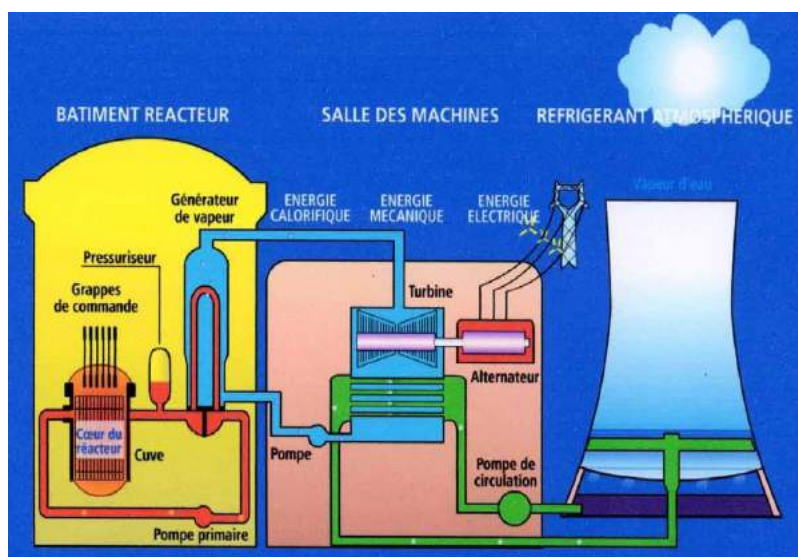 BATIMENT REACTEUR
SALLE DES MACHINES
REFRIGERANT ATMOSPHERIQUE
Vapeur d'eau
Générateur
de vapeur
ENERGIE
CALORIFIQUE
ENERGIE
MECANIQUE
ENERGIE
ELECTRIQUE
Pressuriseur
Grappes
de commande
Turbine
Alternateur
Cœur du
réacteur
Cuve
Pompe
Pompe de
circulation
Pompe primaire